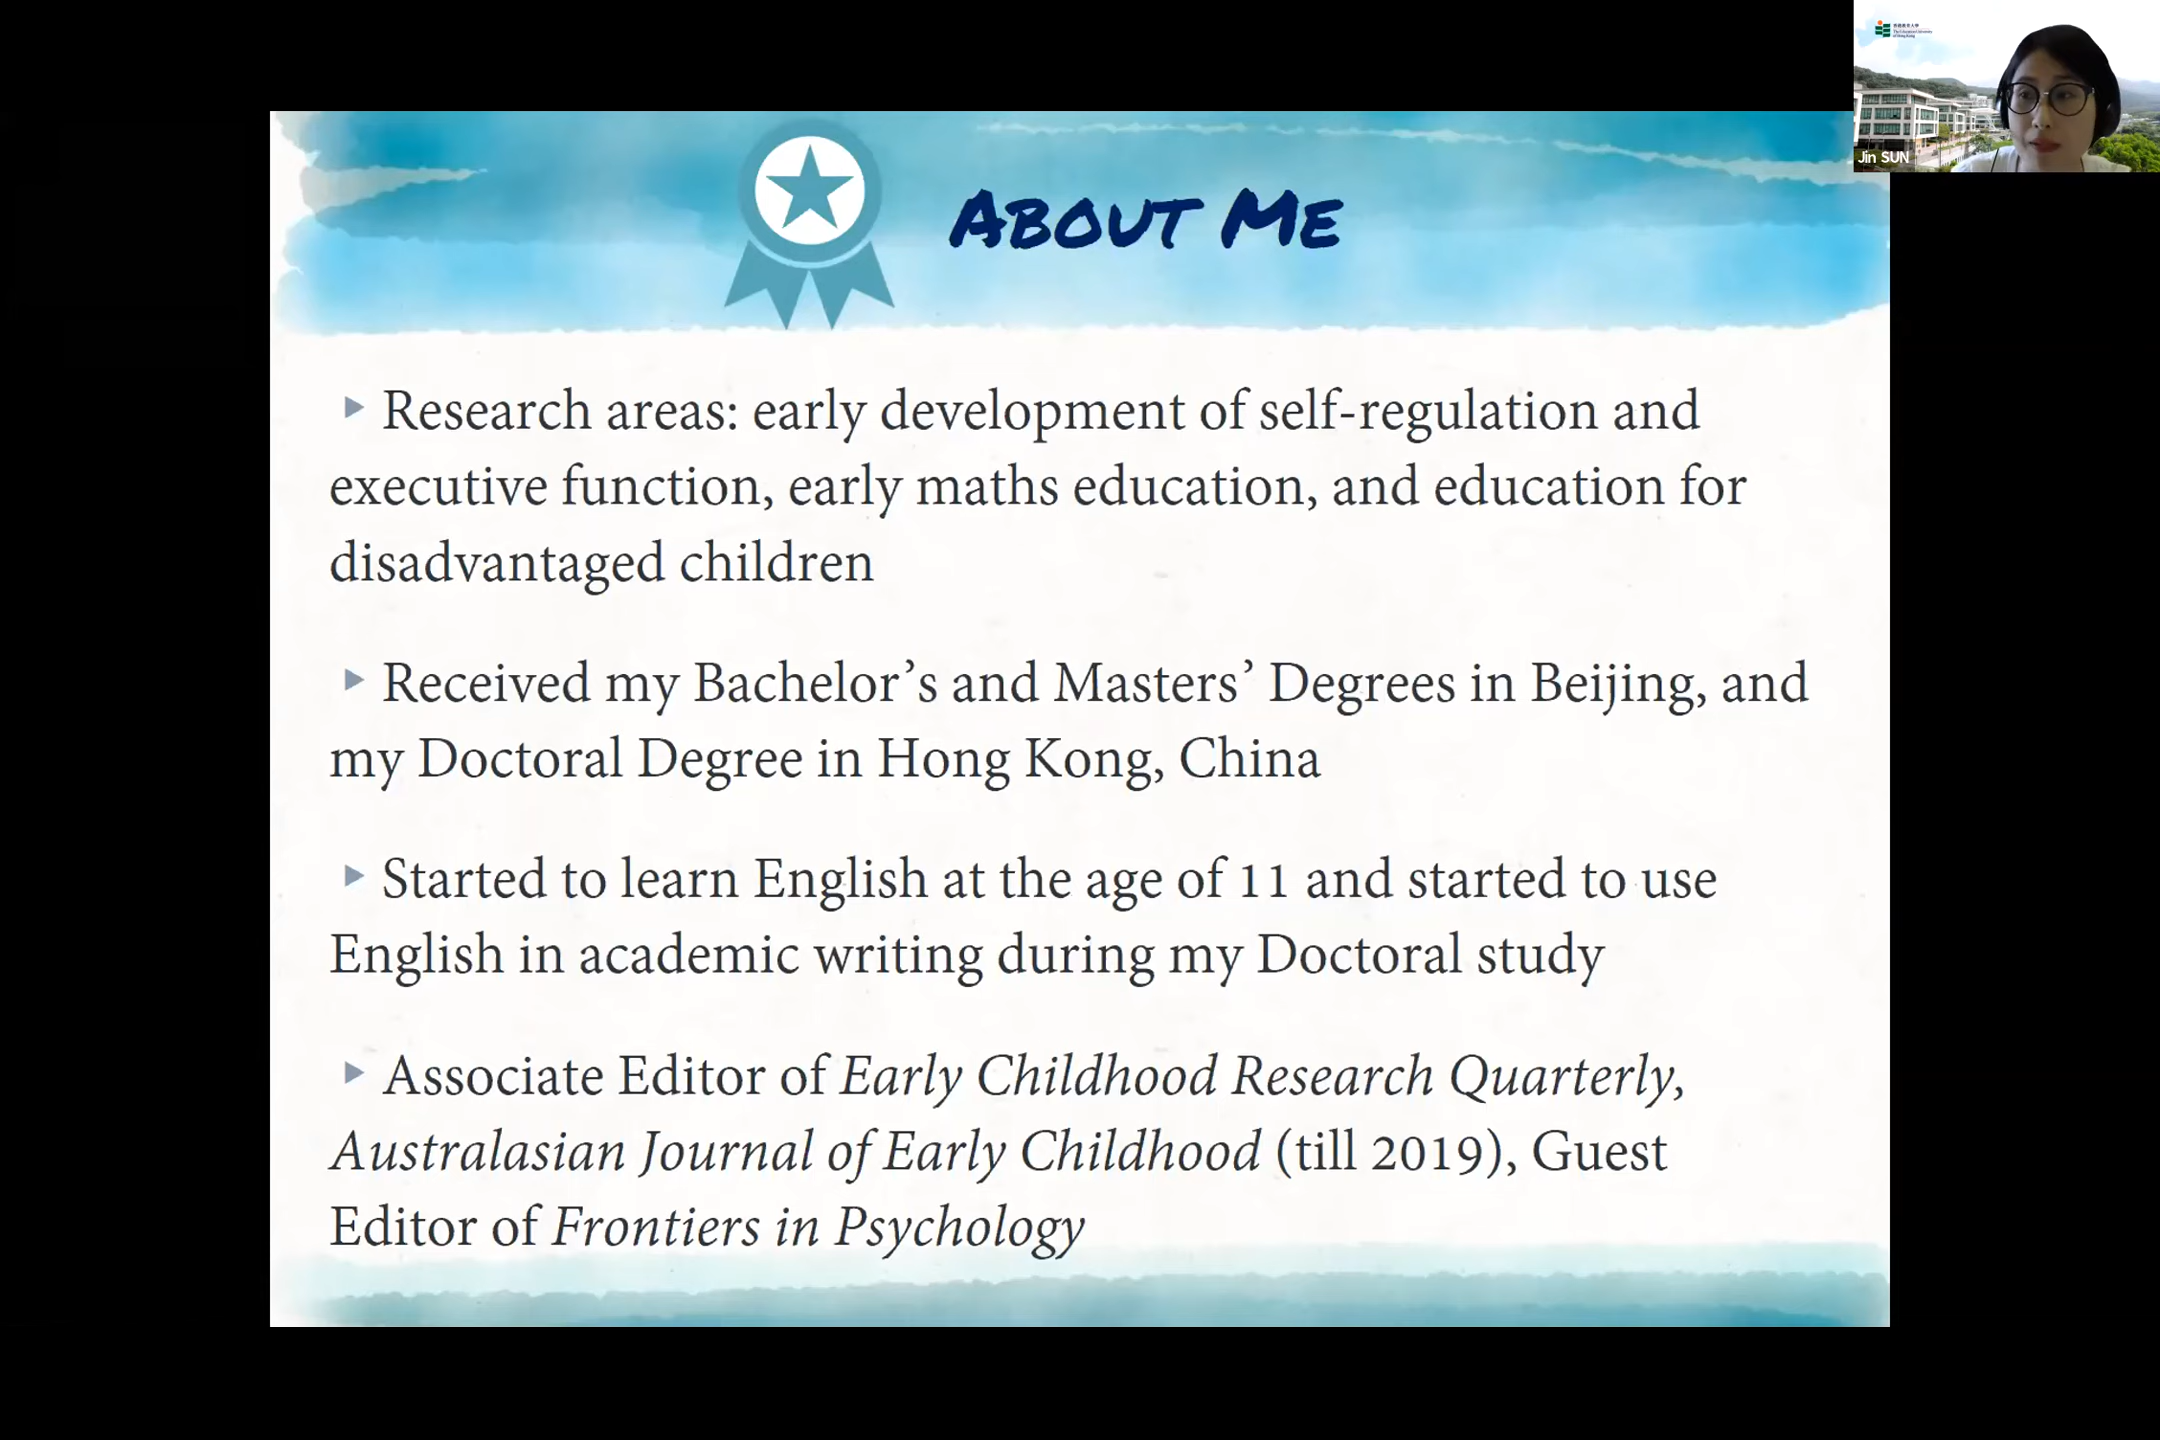 About Me
▸ Research areas: early development of self-regulation and
executive function, early maths education, and education for
disadvantaged children
▸ Received my Bachelor’s and Masters’ Degrees in Beijing, and
my Doctoral Degree in Hong Kong, China
▸ Started to learn English at the age of 11 and started to use
English in academic writing during my Doctoral study
▸ Associate Editor of Early Childhood Research Quarterly,
Australasian Journal of Early Childhood (till 2019), Guest
Editor of Frontiers in Psychology
Jin SUN